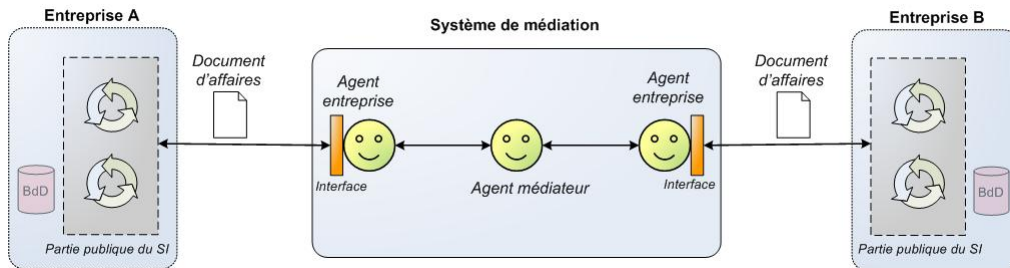 Entreprise A
Système de médiation
Entreprise B
Document
d'affaires
Agent
entreprise
Agent
entreprise
Document
d'affaires
BdD
Interface
Agent médiateur
Interface
BdD
Partie publique du SI
Partie publique du SI